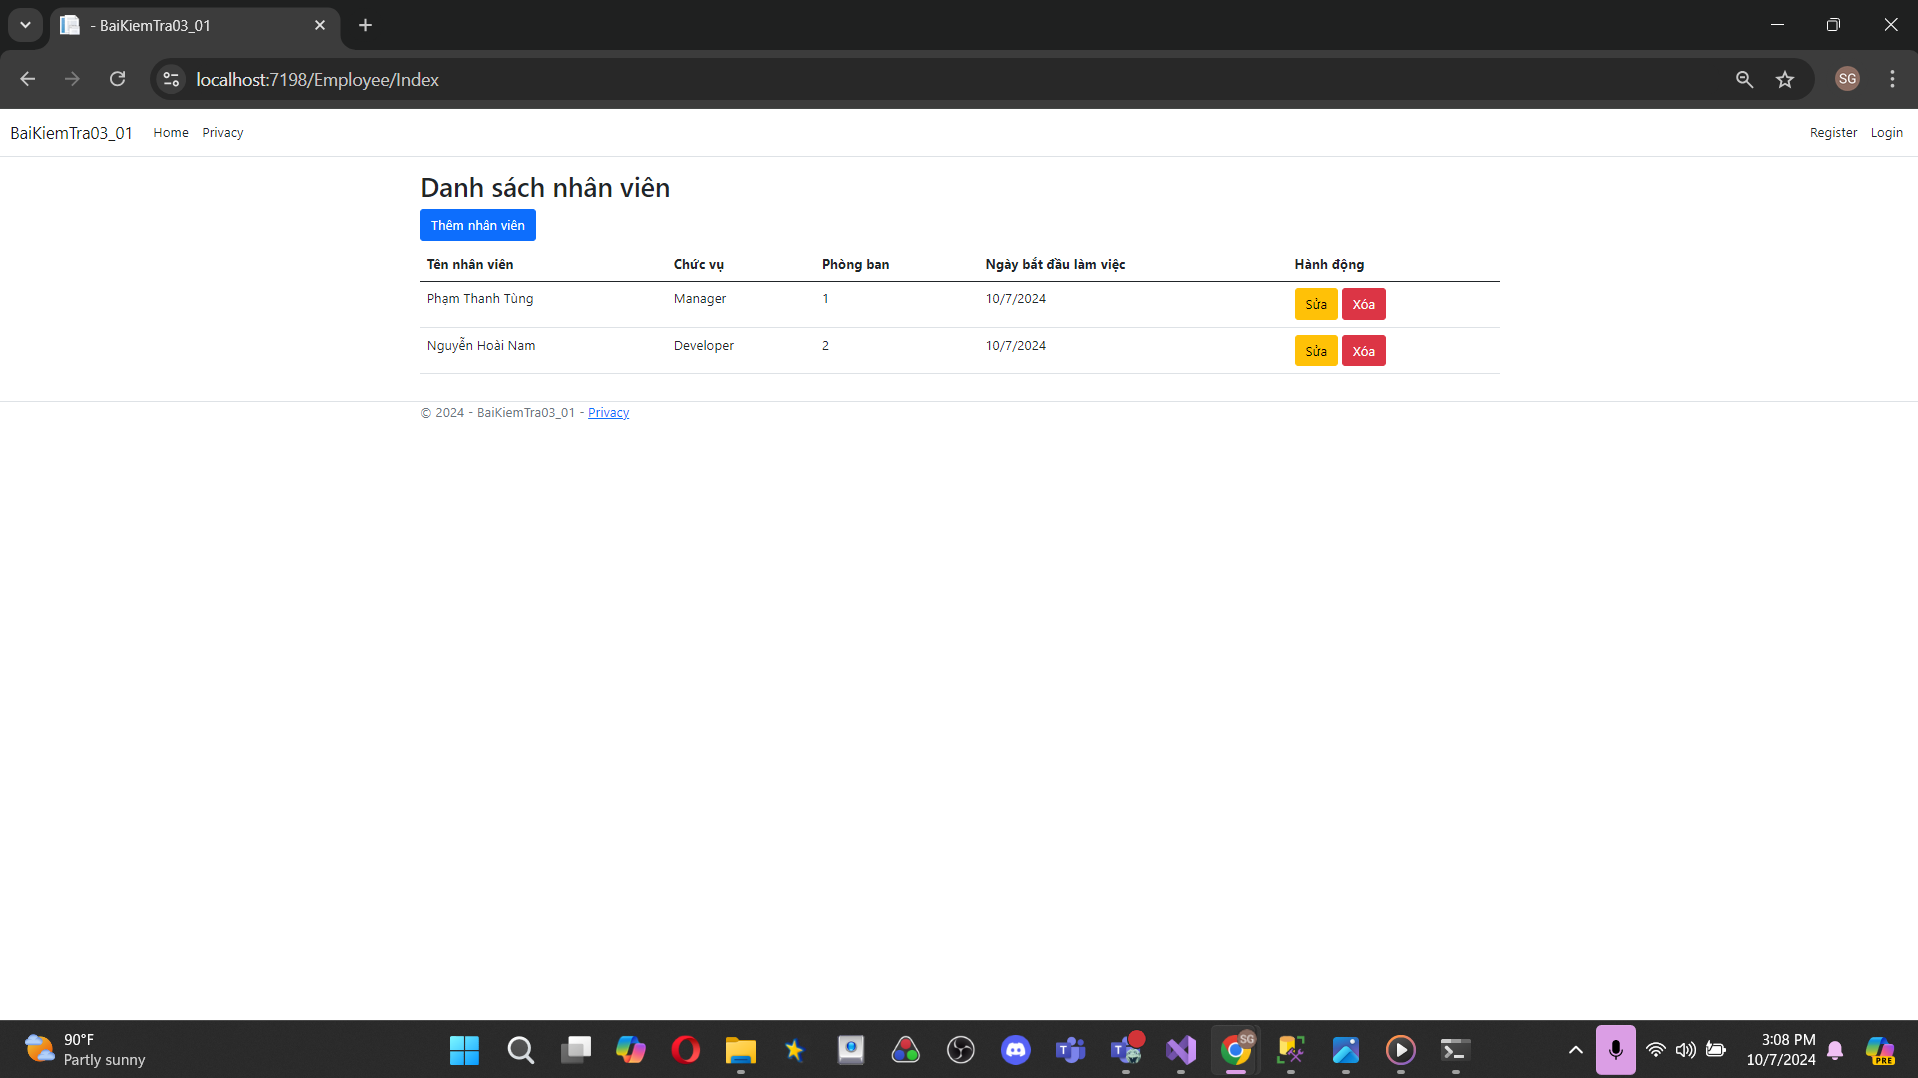 - BaiKiemTra03_01
localhost:7198/Employee/Index
SG
BaiKiemTra03_01 Home Privacy Register Login
Danh sách nhân viên
Thêm nhân viên
Tên nhân viên Chức vụ Phòng ban Ngày bắt đầu làm việc Hành động
Phạm Thanh Tùng Manager 1 10/7/2024 Sửa Xóa
Nguyễn Hoài Nam Developer 2 10/7/2024 Sửa Xóa
© 2024 - BaiKiemTra03_01 - Privacy
90°F
Partly sunny
SG
3:08 PM
10/7/2024
PRE